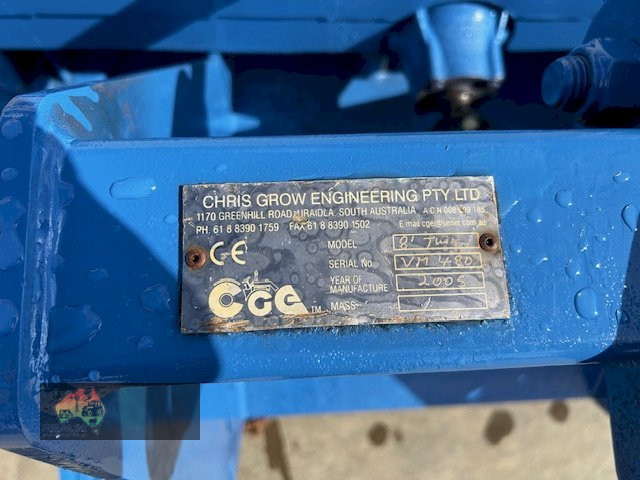 CHRIS GROW ENGINEERING PTY LTD
1170 GREENHILL ROAD URAIDLA SOUTH AUSTRALIA A.C.N
PH. 61 8 8390 1759 FAX 61 8 8390 1502 E.mail cge@senet.com.au
CE
MODEL 8'
SERIAL No VM 480
YEAR OF MANUFACTURE 2005
CGE TM
MASS